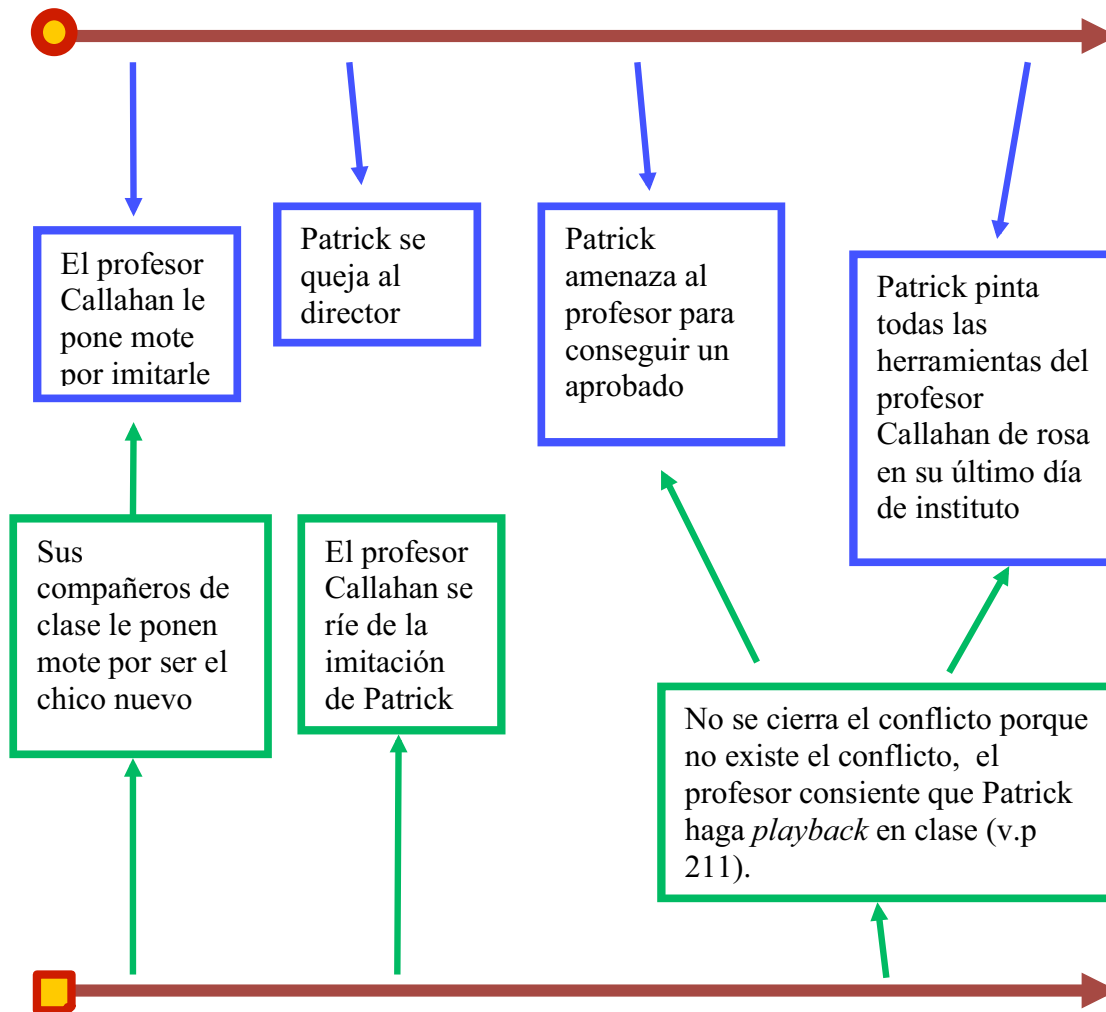 El profesor
Callahan le
pone mote
por imitarle
Patrick se
queja al
director
Patrick
amenaza al
profesor para
conseguir un
aprobado
Patrick pinta
todas las
herramientas del
profesor
Callahan de rosa
en su último día
de instituto
Sus
compañeros de
clase le ponen
mote por ser el
chico nuevo
El profesor
Callahan se
ríe de la
imitación
de Patrick
No se cierra el conflicto porque
no existe el conflicto, el
profesor consiente que Patrick
haga playback en clase (v.p
211).